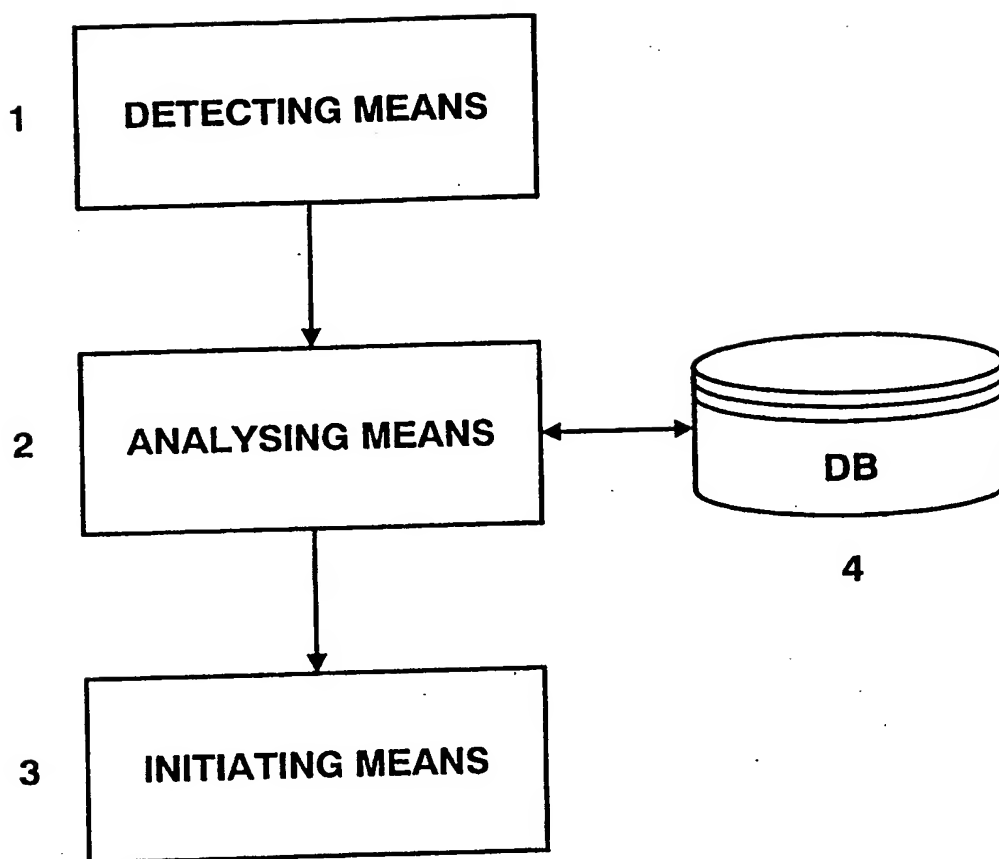 1
DETECTING MEANS
2
ANALYSING MEANS
DB
4
3
INITIATING MEANS